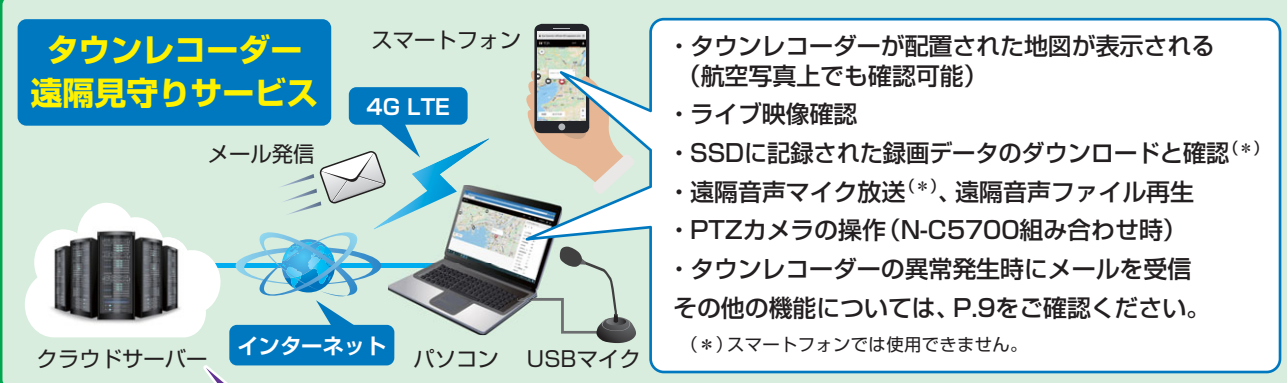 タウンレコーダー
遠隔見守りサービス
スマートフォン
4G LTE
メール発信
クラウドサーバー
インターネット
パソコン
USBマイク
・タウンレコーダーが配置された地図が表示される
（航空写真上でも確認可能）
・ライブ映像確認
・SSDに記録された録画データのダウンロードと確認(＊)
・遠隔音声マイク放送(＊)、遠隔音声ファイル再生
・PTZカメラの操作（N-C5700組み合わせ時）
・タウンレコーダーの異常発生時にメールを受信
その他の機能については、P.9をご確認ください。
（＊）スマートフォンでは使用できません。